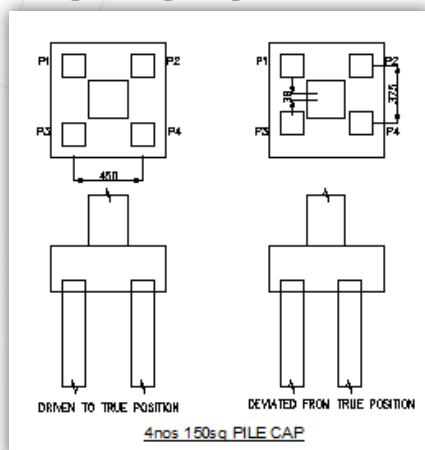 P1 P2 P1 P2
38 375
P3 P4 P3 P4
450
DRIVEN TO TRUE POSITION DEVIATED FROM TRUE POSITION
4nos 150sq PILE CAP